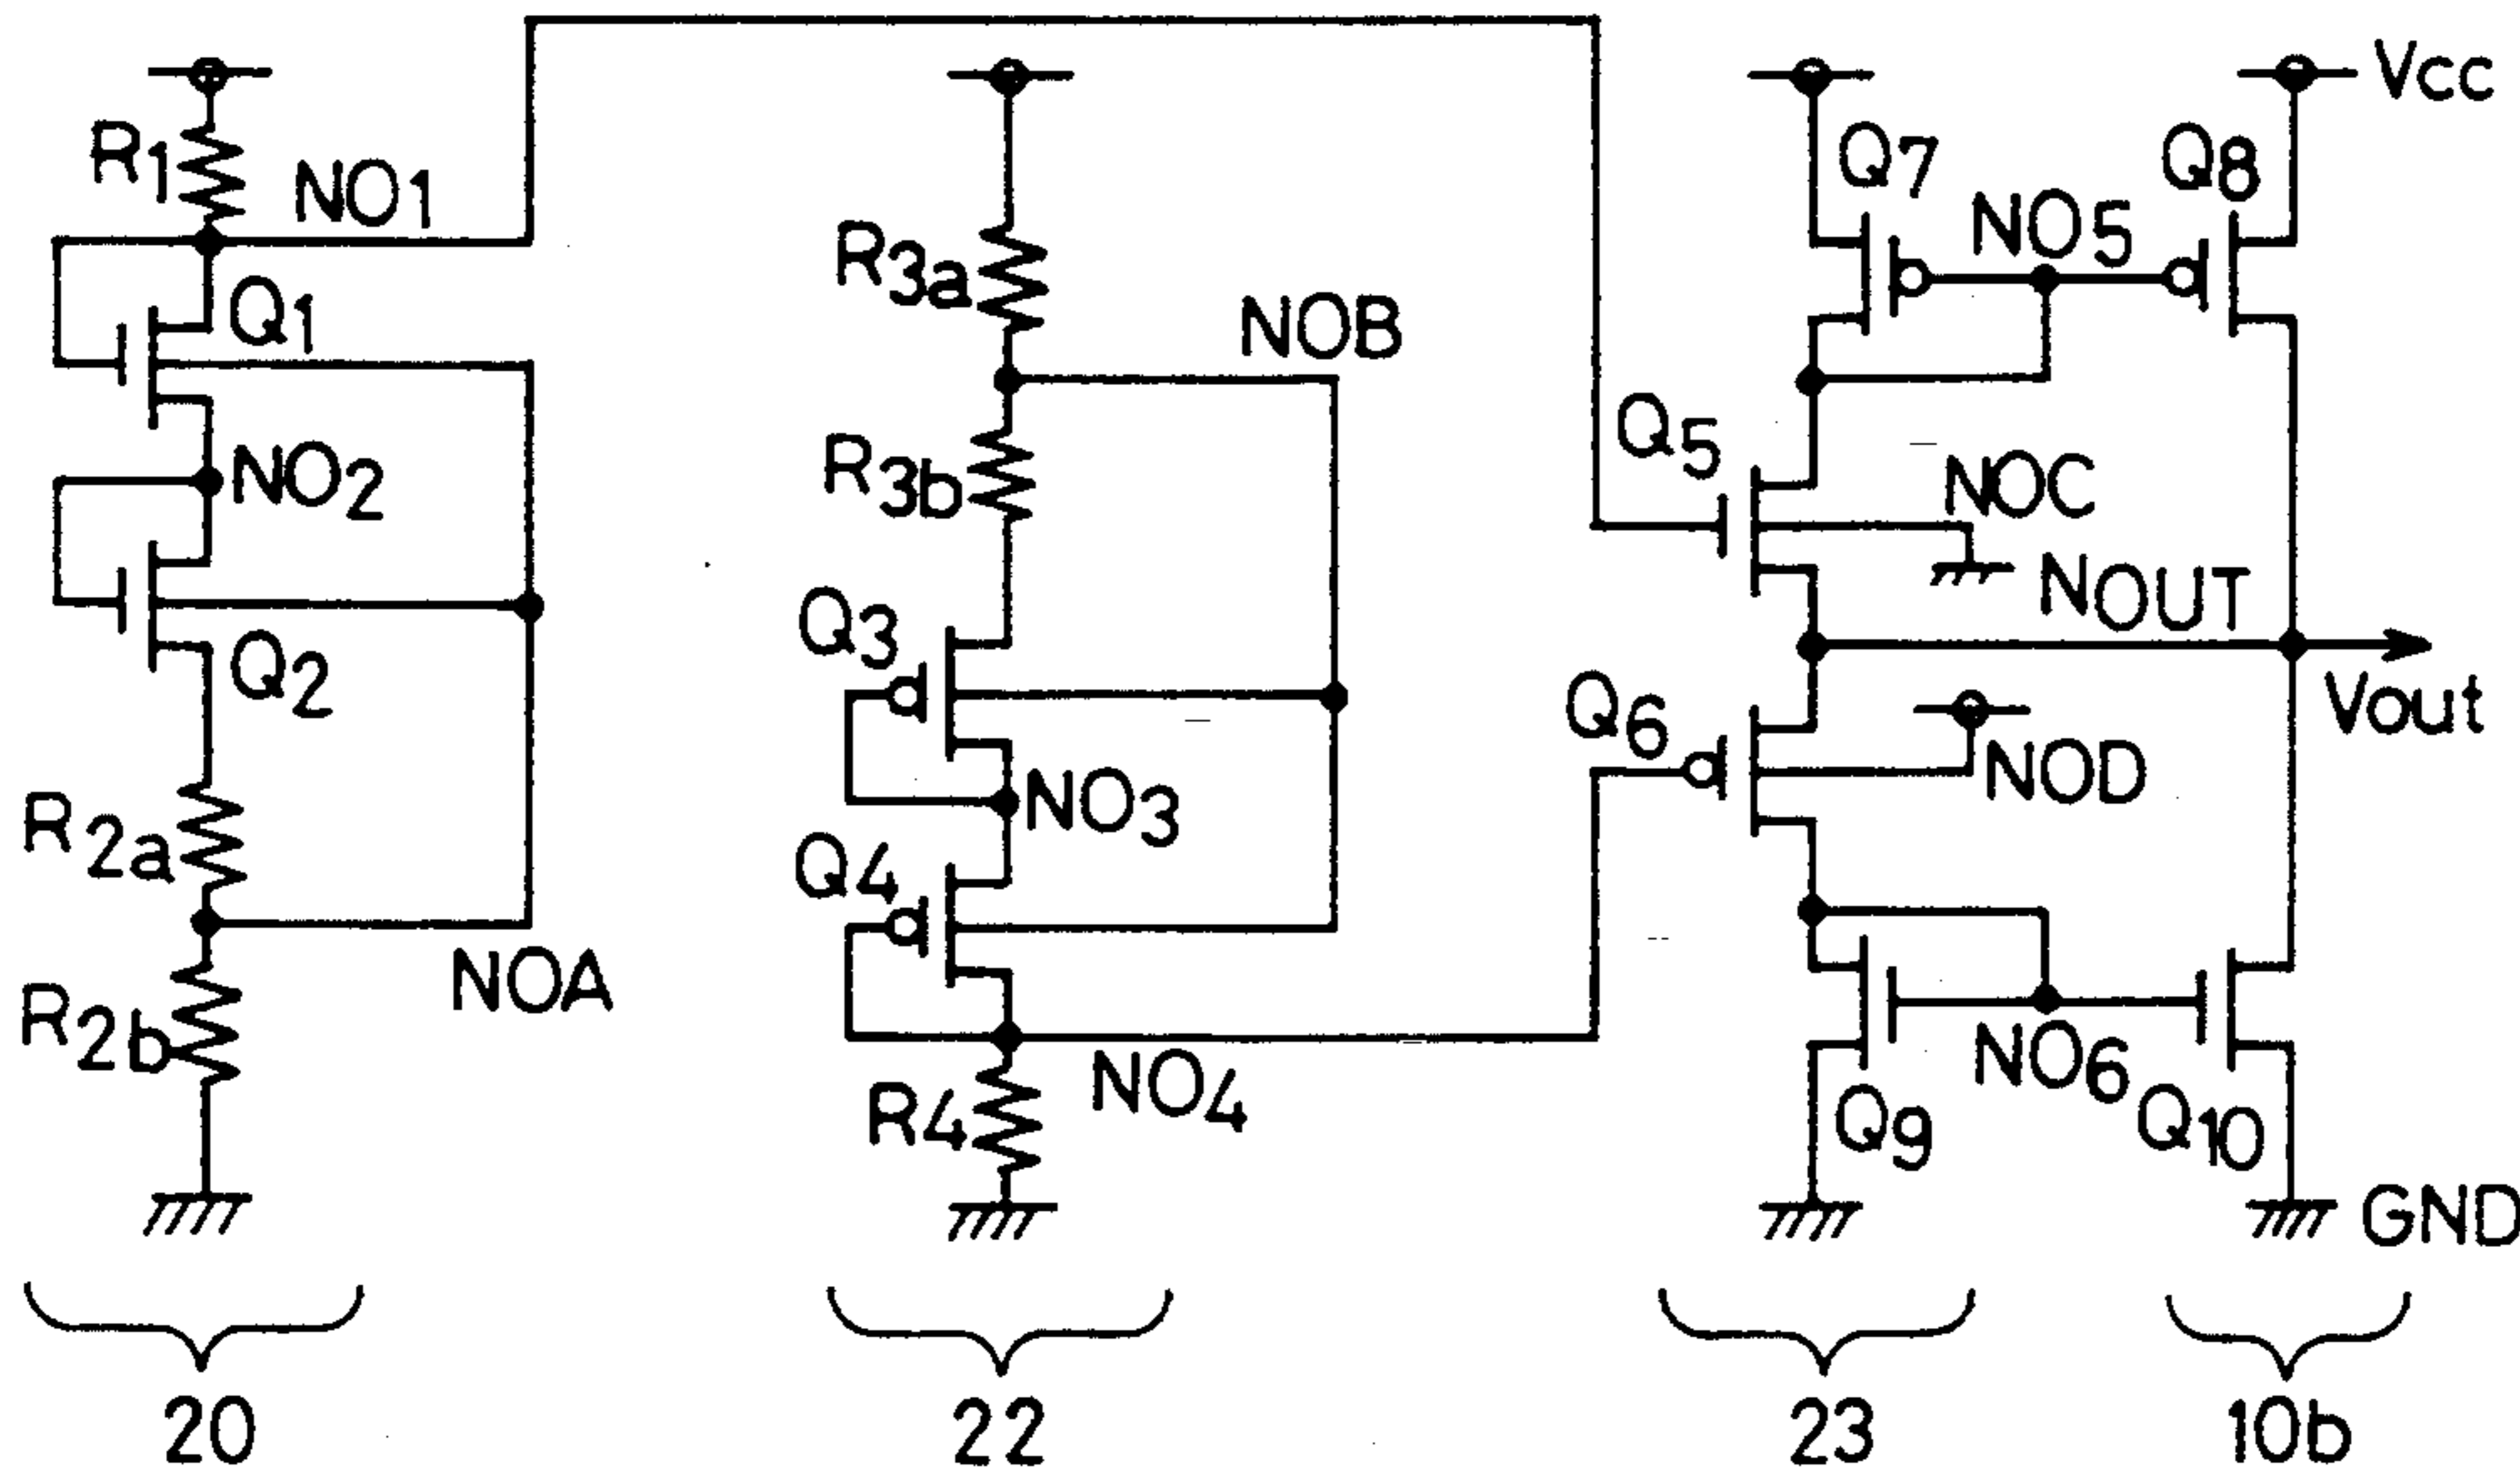 Vcc
R1
NO1
Q7
Q8
NO5
R3a
NOB
Q1
Q5
NO2
R3b
NOC
NOUT
Q3
Q2
Q6
Vout
NOD
NO3
R2a
Q4
NOA
R2b
NO4
R4
NO6
Q9
Q10
GND
20
22
23
10b